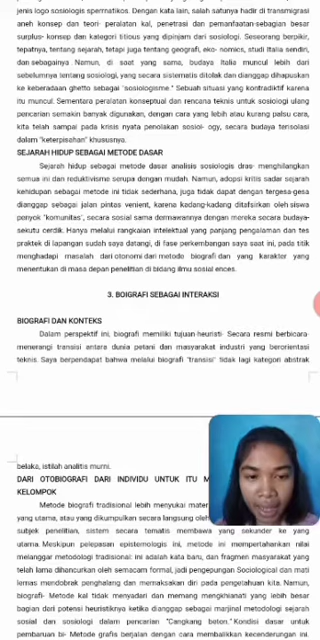 jenis logo sosiologis spermatikos. Dengan kata lain, salah satunya hadir di transmigrasi
aneh konsep dan teori- peralatan kal, penetrasi dan pemanfaatan-sebagian besar
surplus- konsep dan kategori titious yang dipinjam dari sosiologi. Seseorang berpikir,
tepatnya, tentang sejarah, tetapi juga tentang geografi, eko- nomics, studi Italia sendiri,
dan sebagainya Namun, di saat yang sama, budaya Italia muncul lebih dari
sebelumnya tentang sosiologi, yang secara sistematis ditolak dan dianggap dihapuskan
ke keberadaan ghetto sebagai "sosiologisme." Sebuah situasi yang kontradiktif karena
itu muncul. Sementara peralatan konseptual dan rencana teknis untuk sosiologi ulang
pencarian semakin banyak digunakan, dengan cara yang lebih atau kurang palsu cara,
kita telah sampai pada krisis nyata penolakan sosiol- ogy, secara budaya terisolasi
dalam "keterpisahan" khususnya.
SEJARAH HIDUP SEBAGAI METODE DASAR
Sejarah hidup sebagai metode dasar analisis sosiologis dras- menghilangkan
semua ini dan reduktivisme serupa dengan mudah. Namun, adopsi kritis sadar sejarah
kehidupan sebagai metode ini tidak sederhana, juga tidak dapat dengan tergesa-gesa
dianggap sebagai jalan pintas venient, karena kadang-kadang ditafsirkan oleh siswa
penyok "komunitas", secara sosial sama dermawannya dengan mereka secara budaya-
sekutu cerdik. Hanya melalui rangkaian intelektual yang panjang pengalaman dan tes
praktek di lapangan sudah saya datangi, di fase perkembangan saya saat ini, pada titik
menghadapi masalah dari otonomi dari metode biografi dan yang karakter yang
menentukan di masa depan penelitian di bidang ilmu sosial ences.
3. BOIGRAFI SEBAGAI INTERAKSI
BIOGRAFI DAN KONTEKS
Dalam perspektif ini, biografi memiliki tujuan-heuristi- Secara resmi berbicara-
menerangi transisi antara dunia petani dan masyarakat industri yang berorientasi
teknis. Saya berpendapat bahwa melalui biografi "transisi" tidak lagi kategori abstrak
belaka, istilah analitis murni.
DARI OTOBIOGRAFI DARI INDIVIDU UNTUK ITU M
KELOMPOK
Metode biografi tradisional lebih menyukai mater
yang utama, atau yang dikumpulkan secara langsung oleh
subjek penelitian, sistem secara tematis membawa yang sekunder ke yang
utama. Meskipun pelepasan epistemologis ini, metode ini mempertahankan nilai
melanggar metodologi tradisional: ini adalah kata baru, dan fragmen masyarakat yang
telah lama dihancurkan oleh semacam formal, jadi pengepungan Sociological dan mati
lemas mendobrak penghalang dan memaksakan diri pada pengetahuan kita. Namun,
biografi- Metode kal tidak menyadari dan memang mengkhianati yang lebih besar
bagian dari potensi heuristiknya ketika dianggap sebagai marjinal metodologi sejarah
sosial dan sosiologi dalam pencarian "Cangkang beton." Kondisi dasar untuk
pembaruan bi- Metode grafis berjalan dengan cara membalikkan kecenderungan ini.